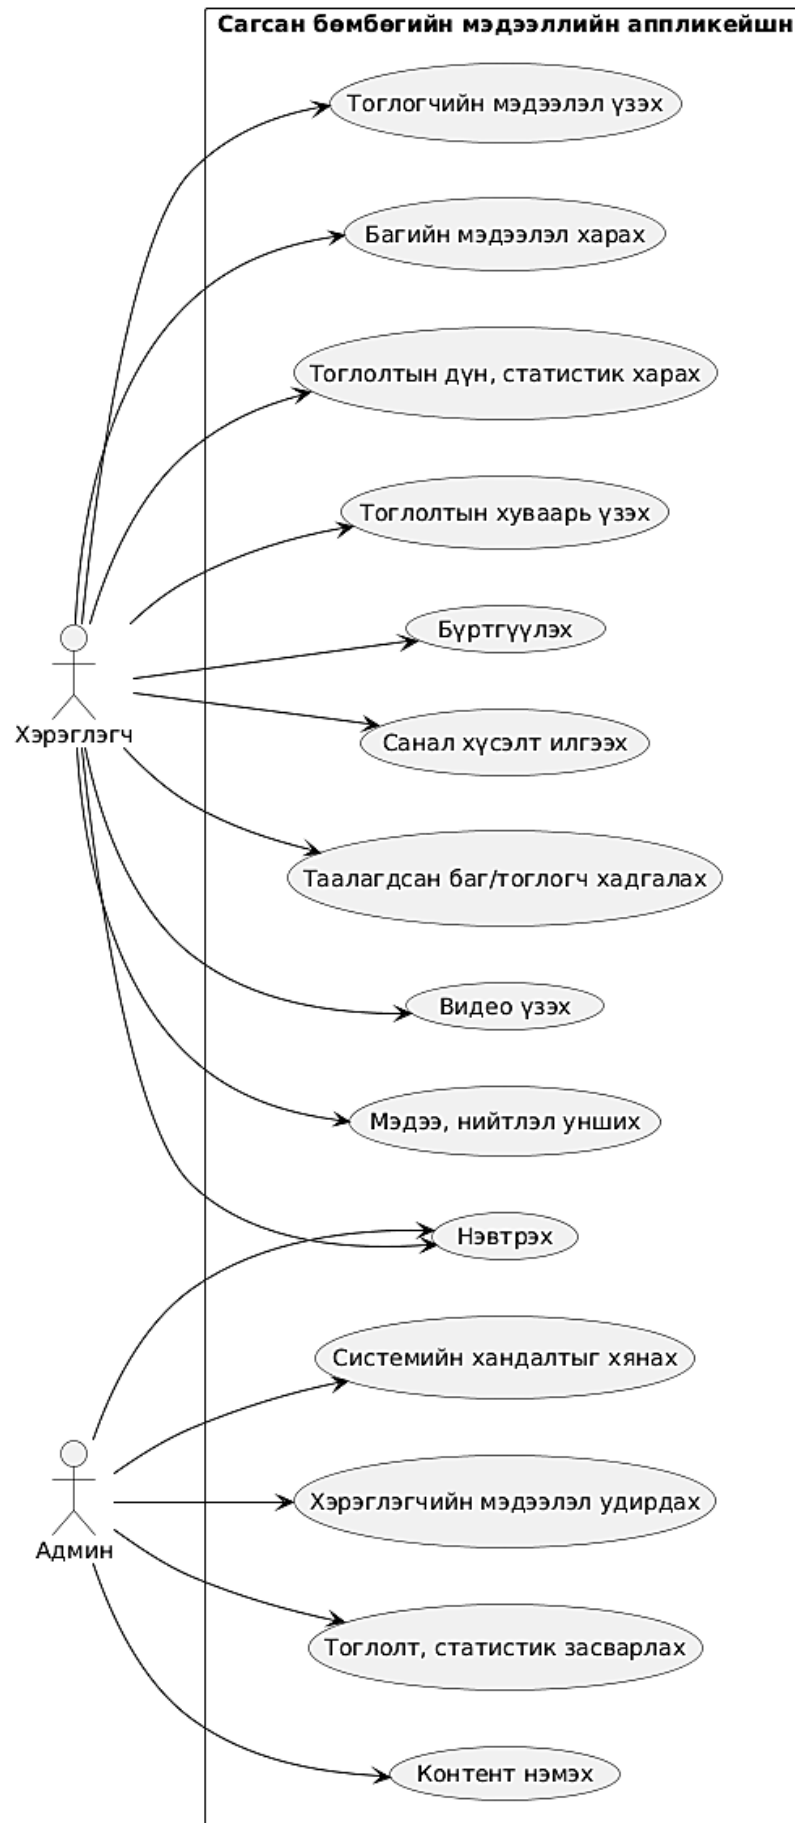 Сагсан бөмбөгийн мэдээллийн аппликейшн
Тоглогчийн мэдээлэл үзэх
Багийн мэдээлэл харах
Тоглолтын дүн, статистик харах
Тоглолтын хуваарь үзэх
Бүртгүүлэх
Хэрэглэгч
Санал хүсэлт илгээх
Таалагдсан баг/тоглогч хадгалах
Видео үзэх
Мэдээ, нийтлэл унших
Нэвтрэх
Системийн хандалтыг хянах
Хэрэглэгчийн мэдээлэл удирдах
Админ
Тоглолт, статистик засварлах
Контент нэмэх